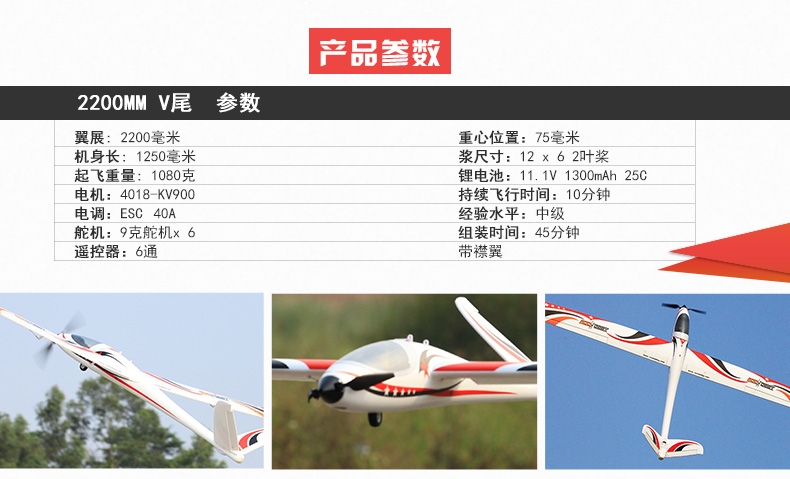 产品参数
2200MM V尾 参数
翼展: 2200毫米
重心位置: 75毫米
机身长: 1250毫米
浆尺寸: 12 x 6 2叶桨
起飞重量: 1080克
锂电池: 11.1V 1300mAh 25C
电机: 4018-KV900
持续飞行时间: 10分钟
电调: ESC 40A
经验水平: 中级
舵机: 9克舵机x 6
组装时间: 45分钟
遥控器: 6通
带襟翼